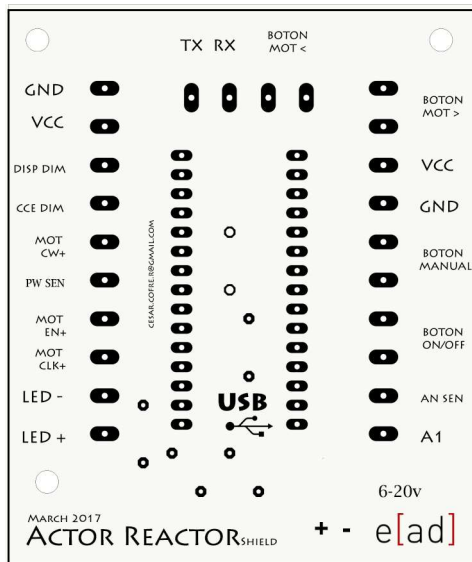 TX RX
BOTON
MOT <
GND
VCC
DISP DIM
CCE DIM
MOT
CW+
PW SEN
MOT
EN+
MOT
CLK+
LED -
LED +
CESAR.COFRE.R@GMAIL.COM
BOTON
MOT >
VCC
GND
BOTON
MANUAL
BOTON
ON/OFF
AN SEN
A1
USB
6-20v
MARCH 2017
ACTOR REACTOR SHIELD
+ - e[ad]